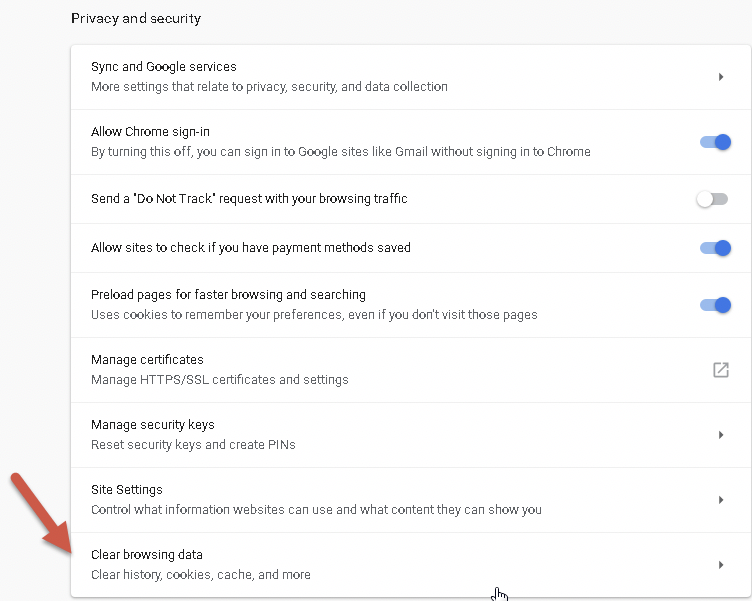 Privacy and security
Sync and Google services
More settings that relate to privacy, security, and data collection
Allow Chrome sign-in
By turning this off, you can sign in to Google sites like Gmail without signing in to Chrome
Send a "Do Not Track" request with your browsing traffic
Allow sites to check if you have payment methods saved
Preload pages for faster browsing and searching
Uses cookies to remember your preferences, even if you don't visit those pages
Manage certificates
Manage HTTPS/SSL certificates and settings
Manage security keys
Reset security keys and create PINs
Site Settings
Control what information websites can use and what content they can show you
Clear browsing data
Clear history, cookies, cache, and more